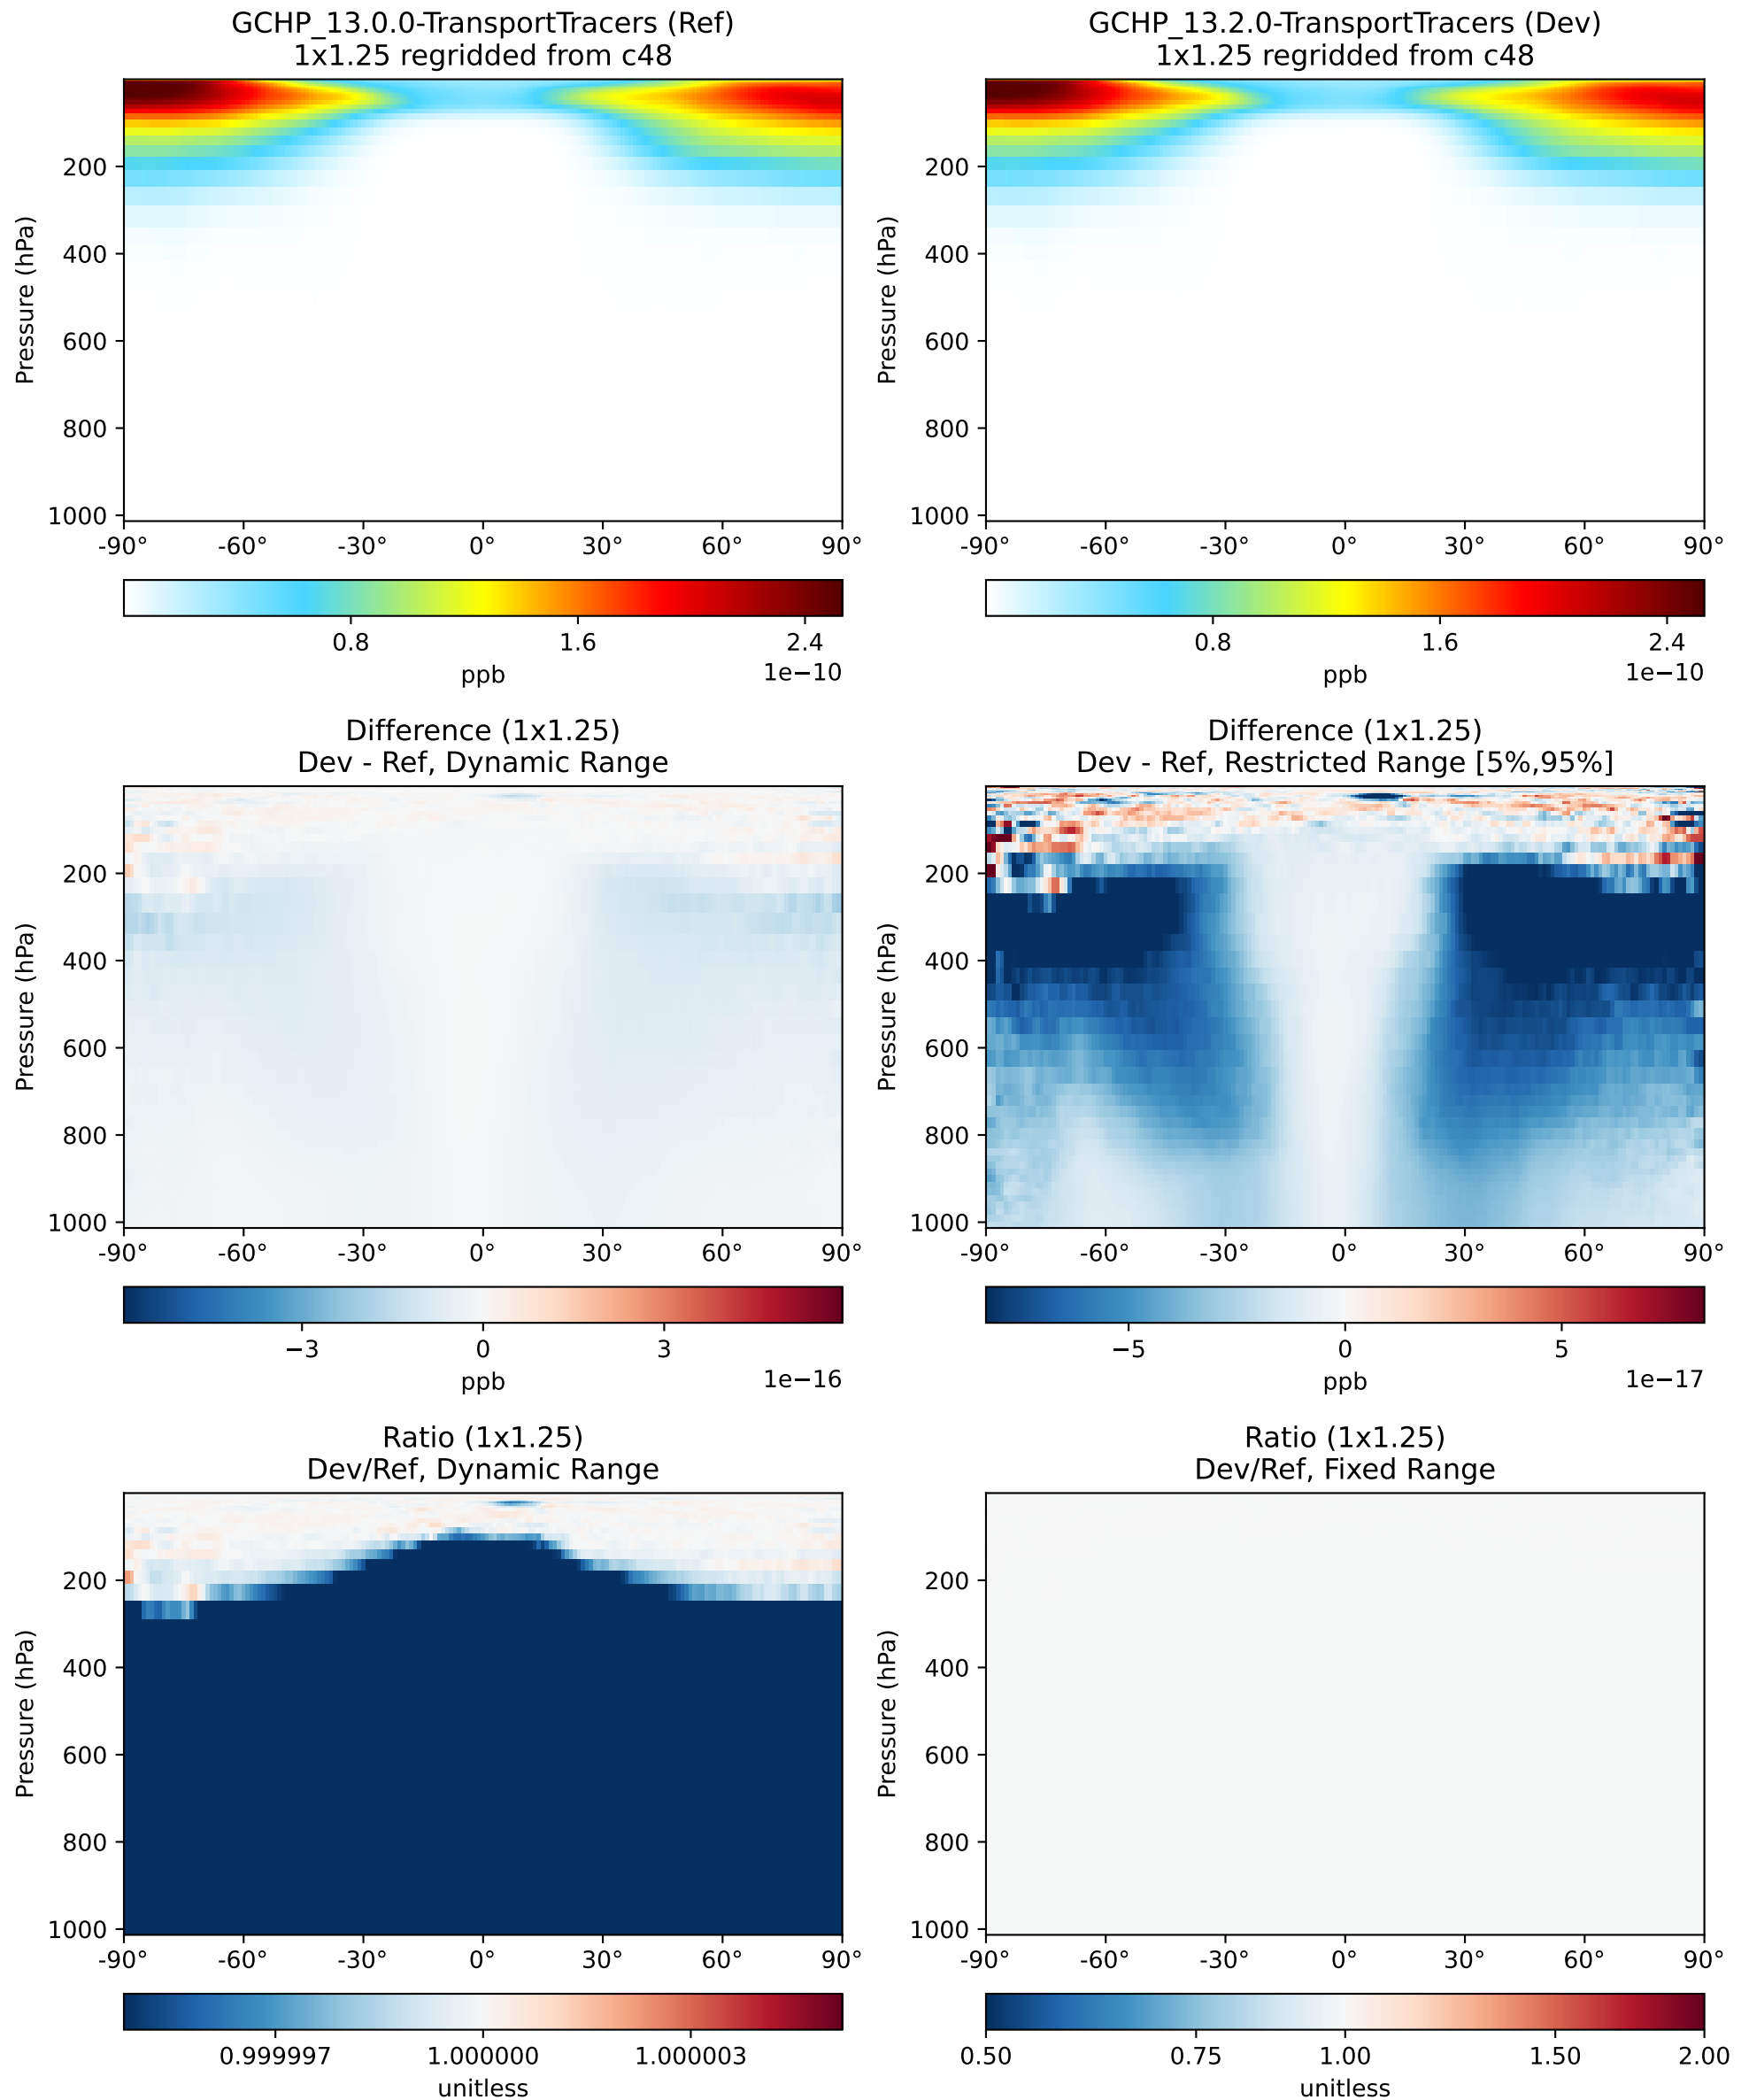 GCHP_13.0.0-TransportTracers (Ref)
1x1.25 regridded from c48
Pressure (hPa)
200
400
600
800
1000
-90° -60° -30° 0° 30° 60° 90°
0.8 1.6 2.4
ppb
1e−10
GCHP_13.2.0-TransportTracers (Dev)
1x1.25 regridded from c48
Pressure (hPa)
200
400
600
800
1000
-90° -60° -30° 0° 30° 60° 90°
0.8 1.6 2.4
ppb
1e−10
Difference (1x1.25)
Dev - Ref, Dynamic Range
Pressure (hPa)
200
400
600
800
1000
-90° -60° -30° 0° 30° 60° 90°
−3 0 3
ppb
1e−16
Difference (1x1.25)
Dev - Ref, Restricted Range [5%,95%]
Pressure (hPa)
200
400
600
800
1000
-90° -60° -30° 0° 30° 60° 90°
−5 0 5
ppb
1e−17
Ratio (1x1.25)
Dev/Ref, Dynamic Range
Pressure (hPa)
200
400
600
800
1000
-90° -60° -30° 0° 30° 60° 90°
0.999997 1.000000 1.000003
unitless
Ratio (1x1.25)
Dev/Ref, Fixed Range
Pressure (hPa)
200
400
600
800
1000
-90° -60° -30° 0° 30° 60° 90°
0.50 0.75 1.00 1.50 2.00
unitless